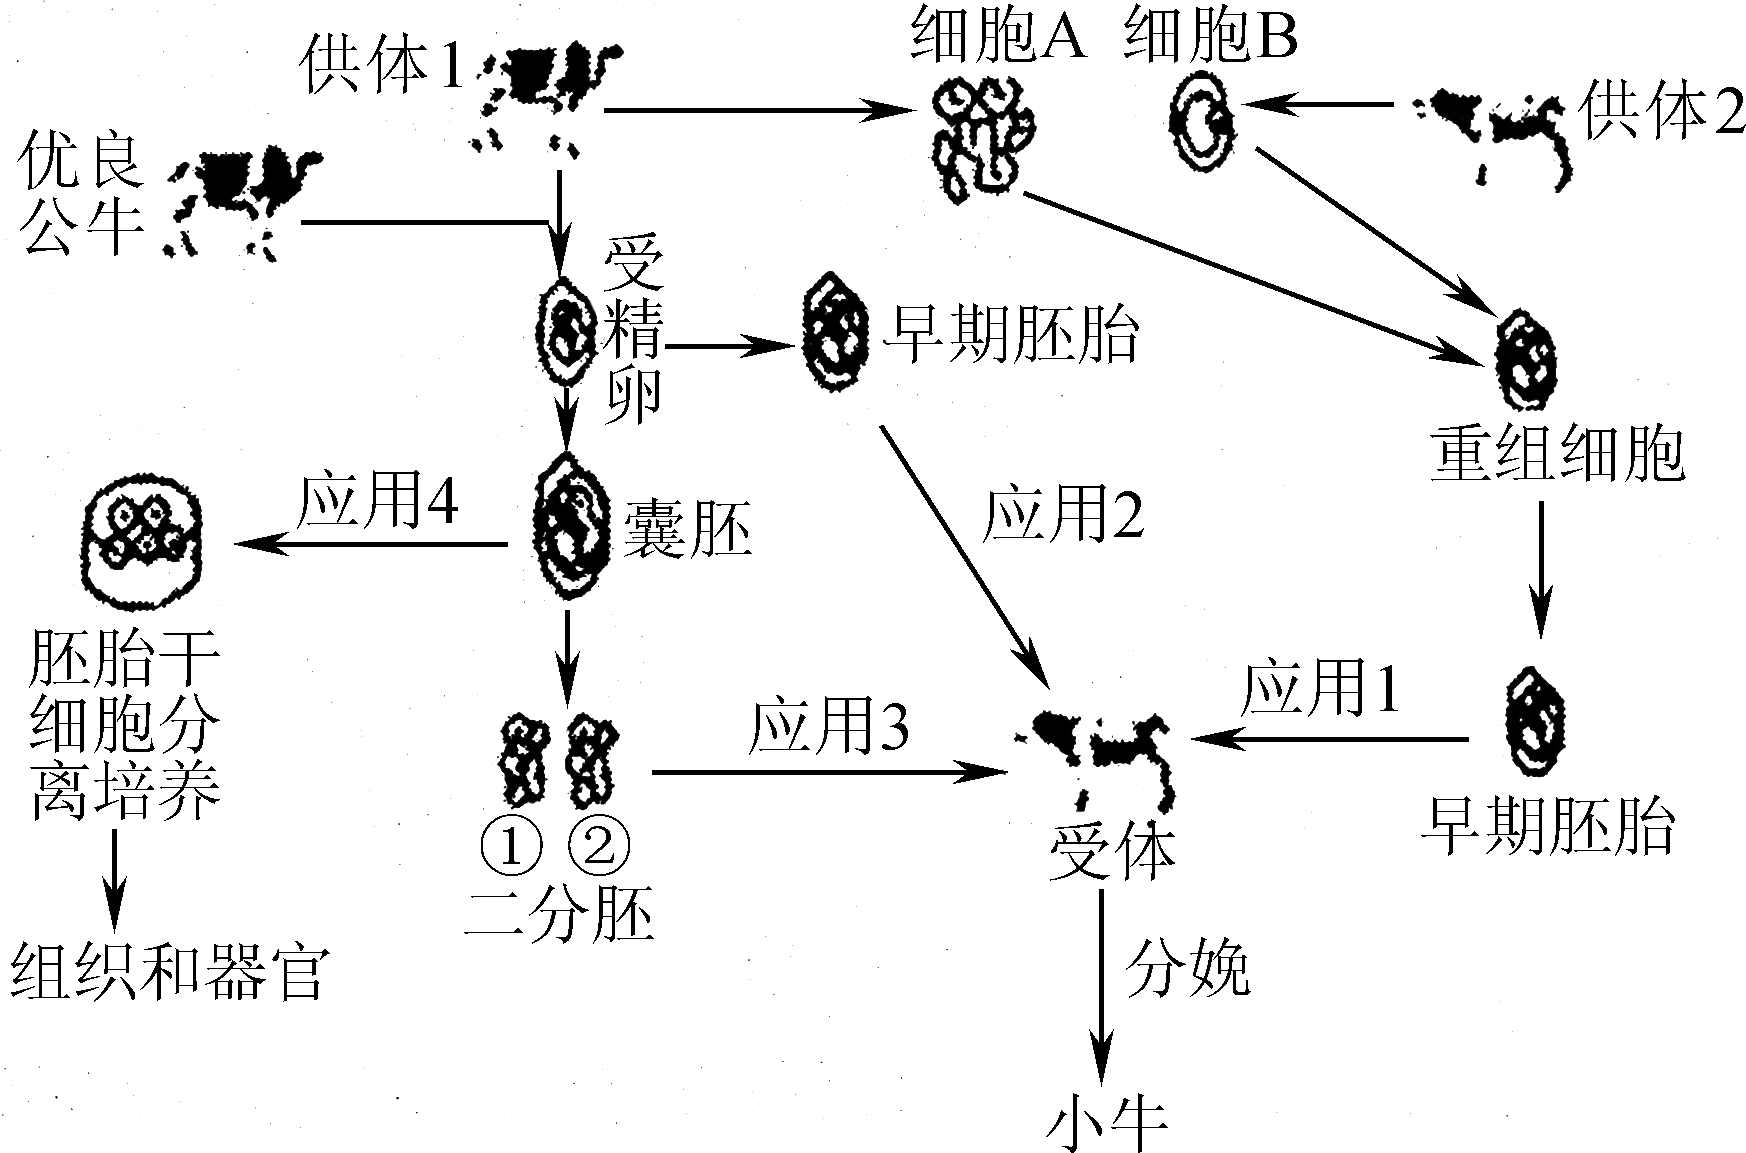 细胞A
细胞B
供体1
供体2
优良
公牛
受
精
卵
早期胚胎
重组细胞
应用4
囊胚
应用2
胚胎干
细胞分
离培养
应用3
应用1
①
②
二分胚
受体
早期胚胎
组织和器官
分娩
小牛